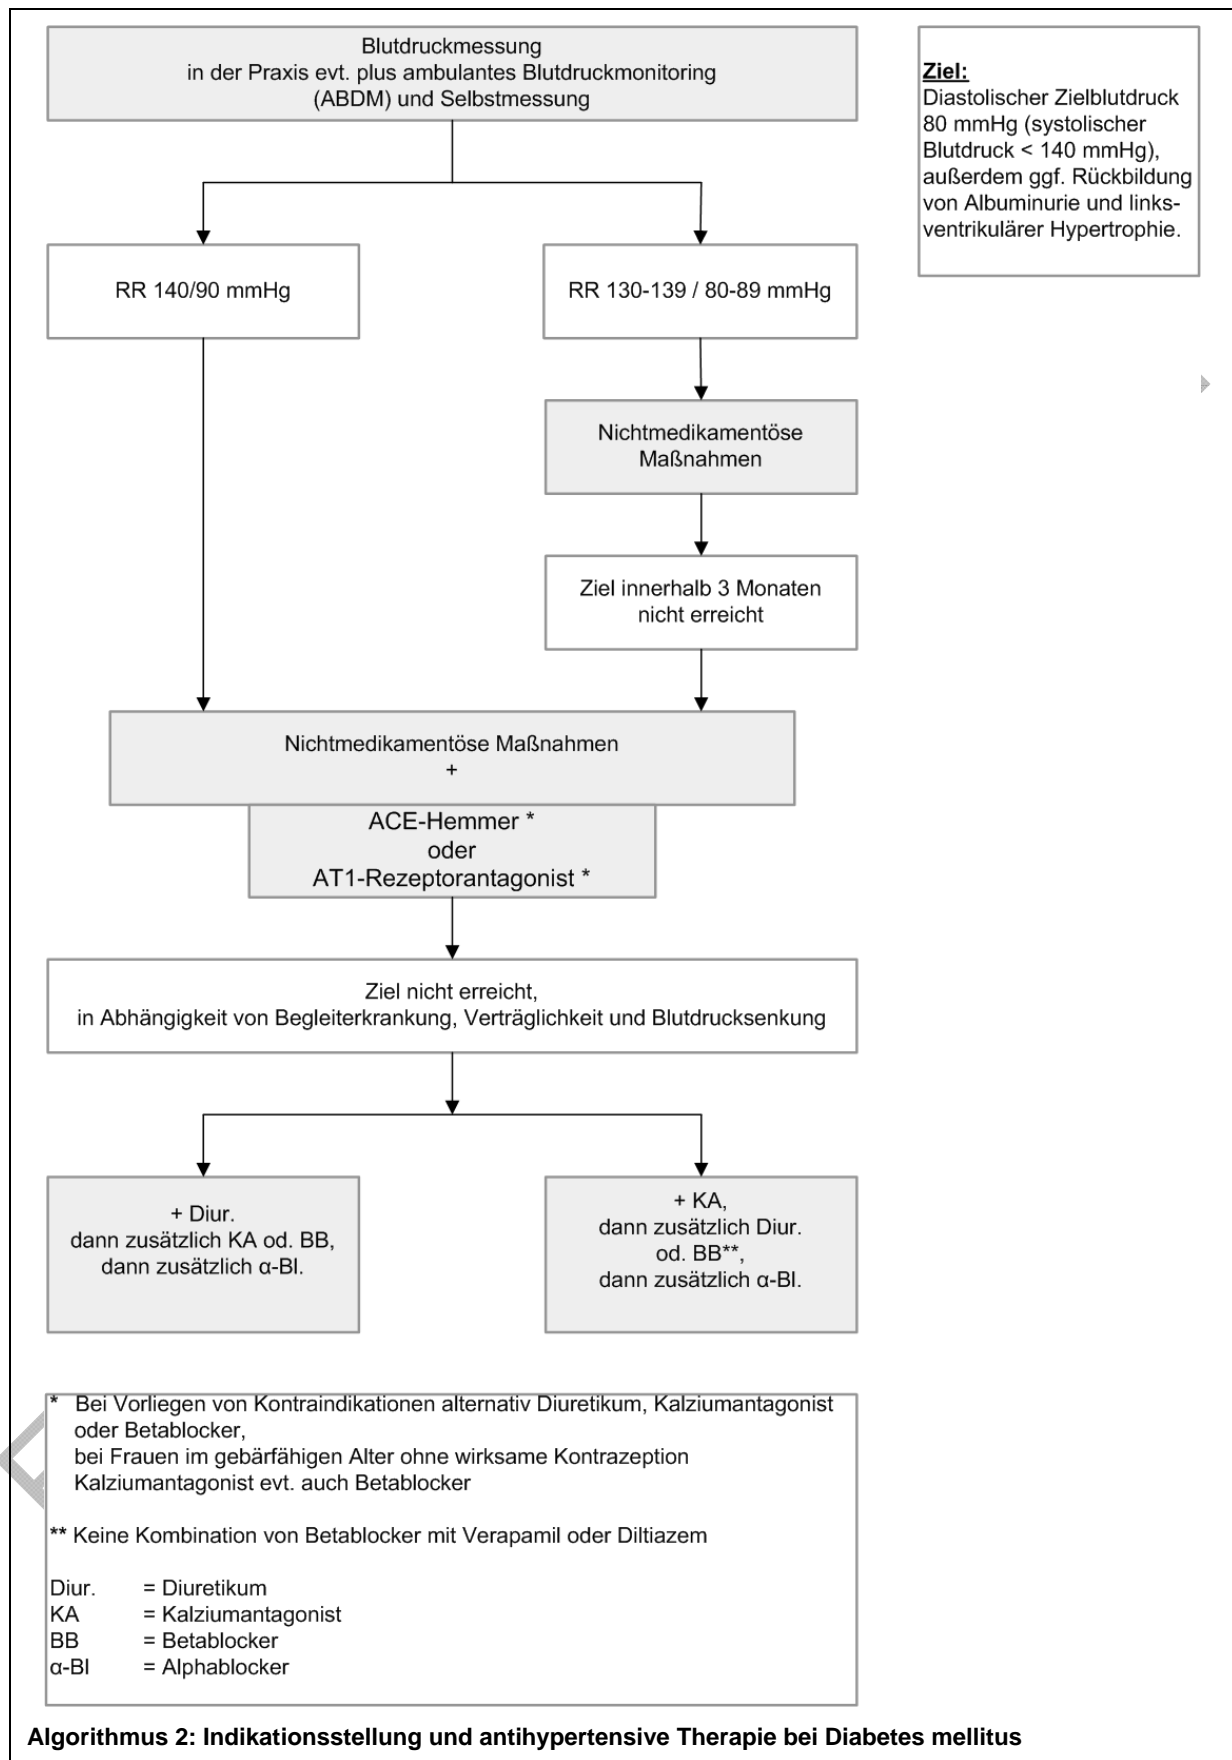 Blutdruckmessung
in der Praxis evt. plus ambulantes Blutdruckmonitoring
(ABDM) und Selbstmessung
Ziel:
Diastolischer Zielblutdruck
80 mmHg (systolischer
Blutdruck < 140 mmHg),
außerdem ggf. Rückbildung
von Albuminurie und links-
ventrikulärer Hypertrophie.
RR 140/90 mmHg
RR 130-139 / 80-89 mmHg
Nichtmedikamentöse
Maßnahmen
Ziel innerhalb 3 Monaten
nicht erreicht
Nichtmedikamentöse Maßnahmen
+
ACE-Hemmer *
oder
AT1-Rezeptorantagonist *
Ziel nicht erreicht,
in Abhängigkeit von Begleiterkrankung, Verträglichkeit und Blutdrucksenkung
+ Diur.
dann zusätzlich KA od. BB,
dann zusätzlich α-Bl.
+ KA,
dann zusätzlich Diur.
od. BB**,
dann zusätzlich α-Bl.
* Bei Vorliegen von Kontraindikationen alternativ Diuretikum, Kalziumantagonist
oder Betablocker,
bei Frauen im gebärfähigen Alter ohne wirksame Kontrazeption
Kalziumantagonist evt. auch Betablocker
** Keine Kombination von Betablocker mit Verapamil oder Diltiazem
Diur. = Diuretikum
KA = Kalziumantagonist
BB = Betablocker
α-Bl = Alphablocker
Algorithmus 2: Indikationsstellung und antihypertensive Therapie bei Diabetes mellitus